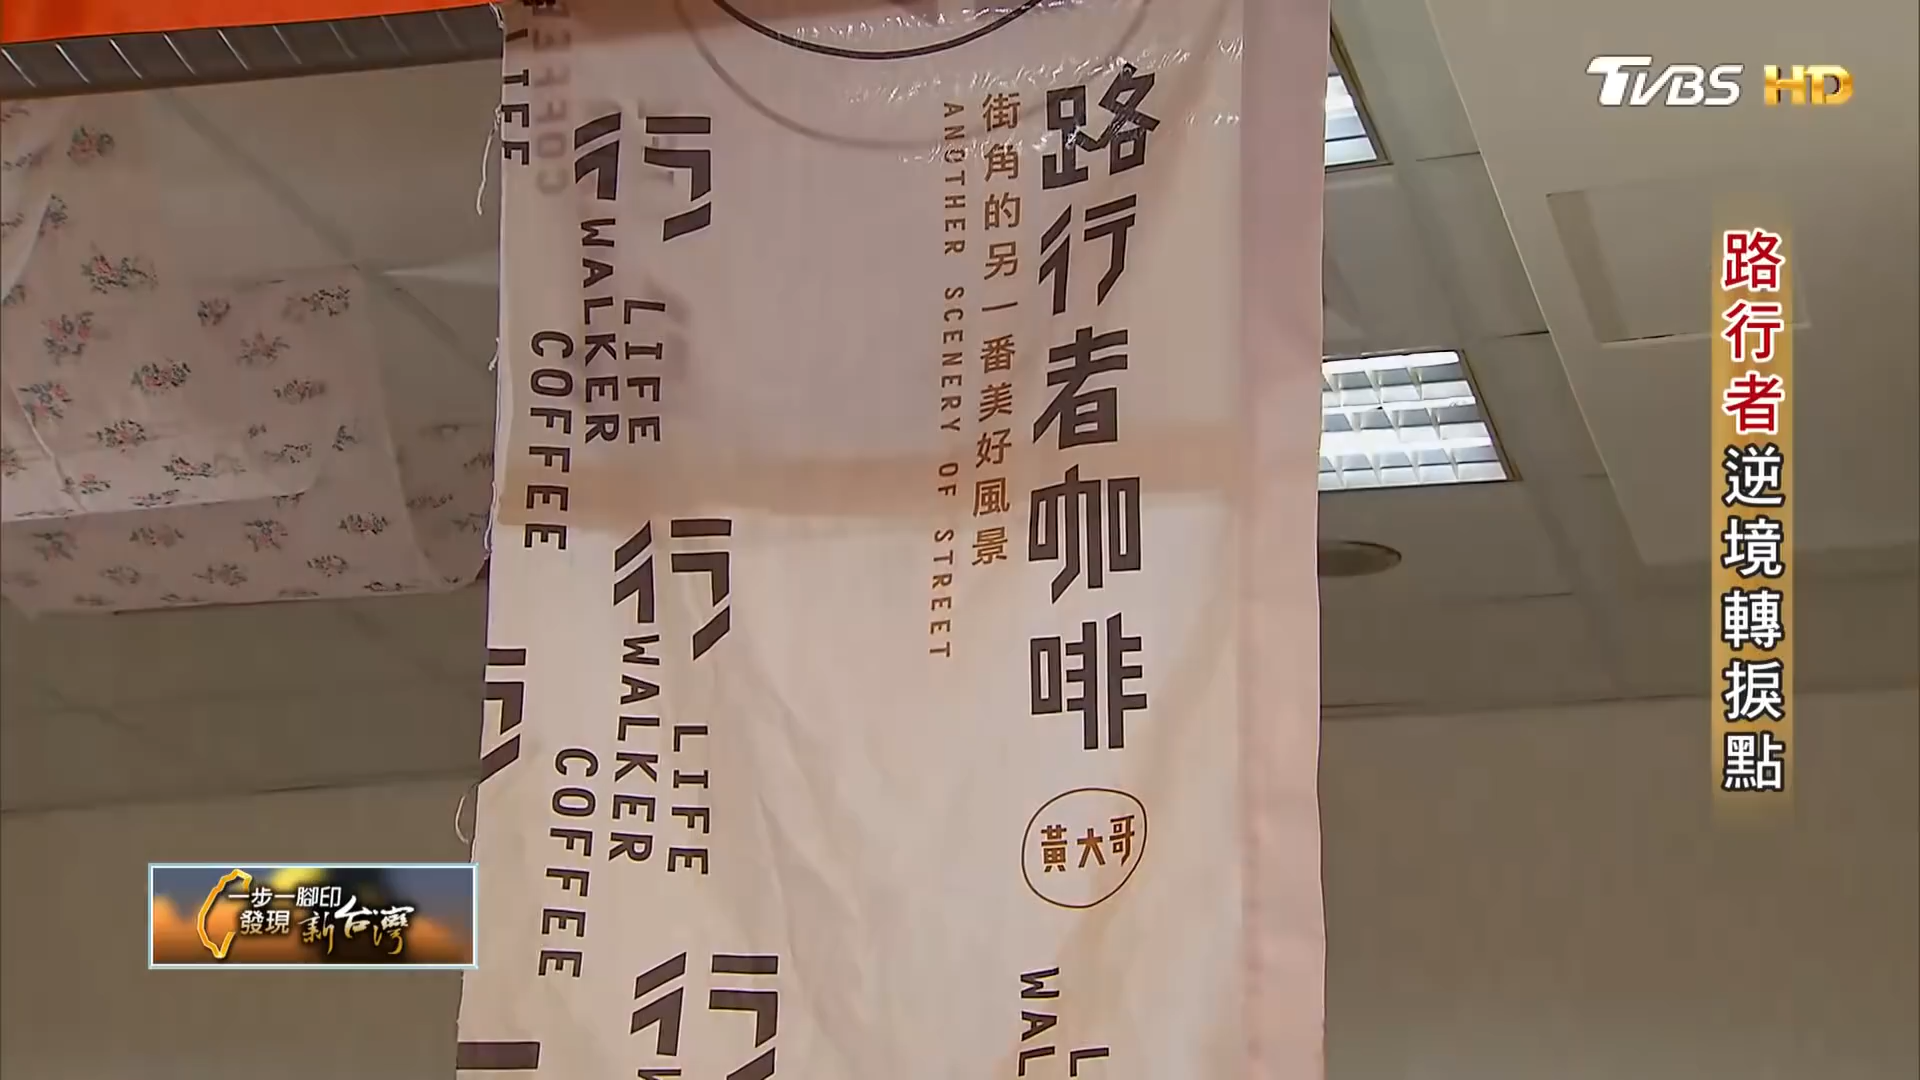 TVBS HD
路行者逆境轉捩點
路行者咖啡
街角的另一番美好風景
ANOTHER SCENERY OF STREET
黃大哥
LIFE
WALKER
COFFEE
LIFE
WALKER
COFFEE
一步一腳印
發現新台灣